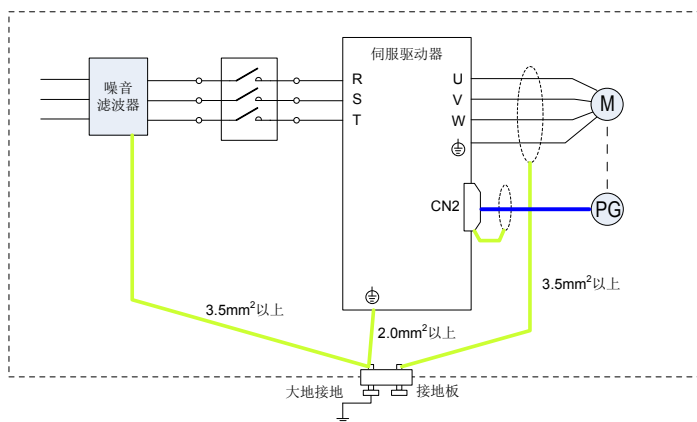 伺服驱动器
噪音
滤波器
R
S
T
U
V
W
M
CN2
PG
3.5mm²以上
2.0mm²以上
3.5mm²以上
大地接地
接地板